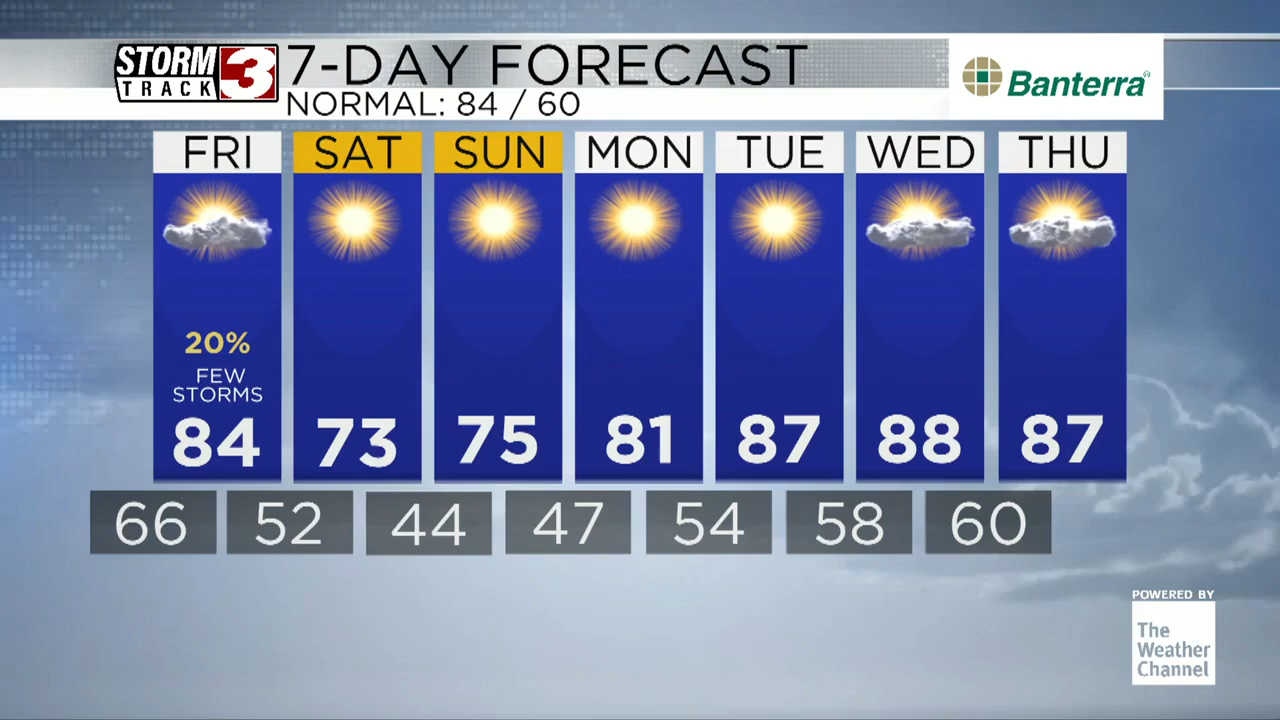 STORM TRACK 3
7-DAY FORECAST
NORMAL: 84 / 60
Banterra
FRI SAT SUN MON TUE WED THU
20%
FEW
STORMS
84 73 75 81 87 88 87
66 52 44 47 54 58 60
POWERED BY
The
Weather
Channel